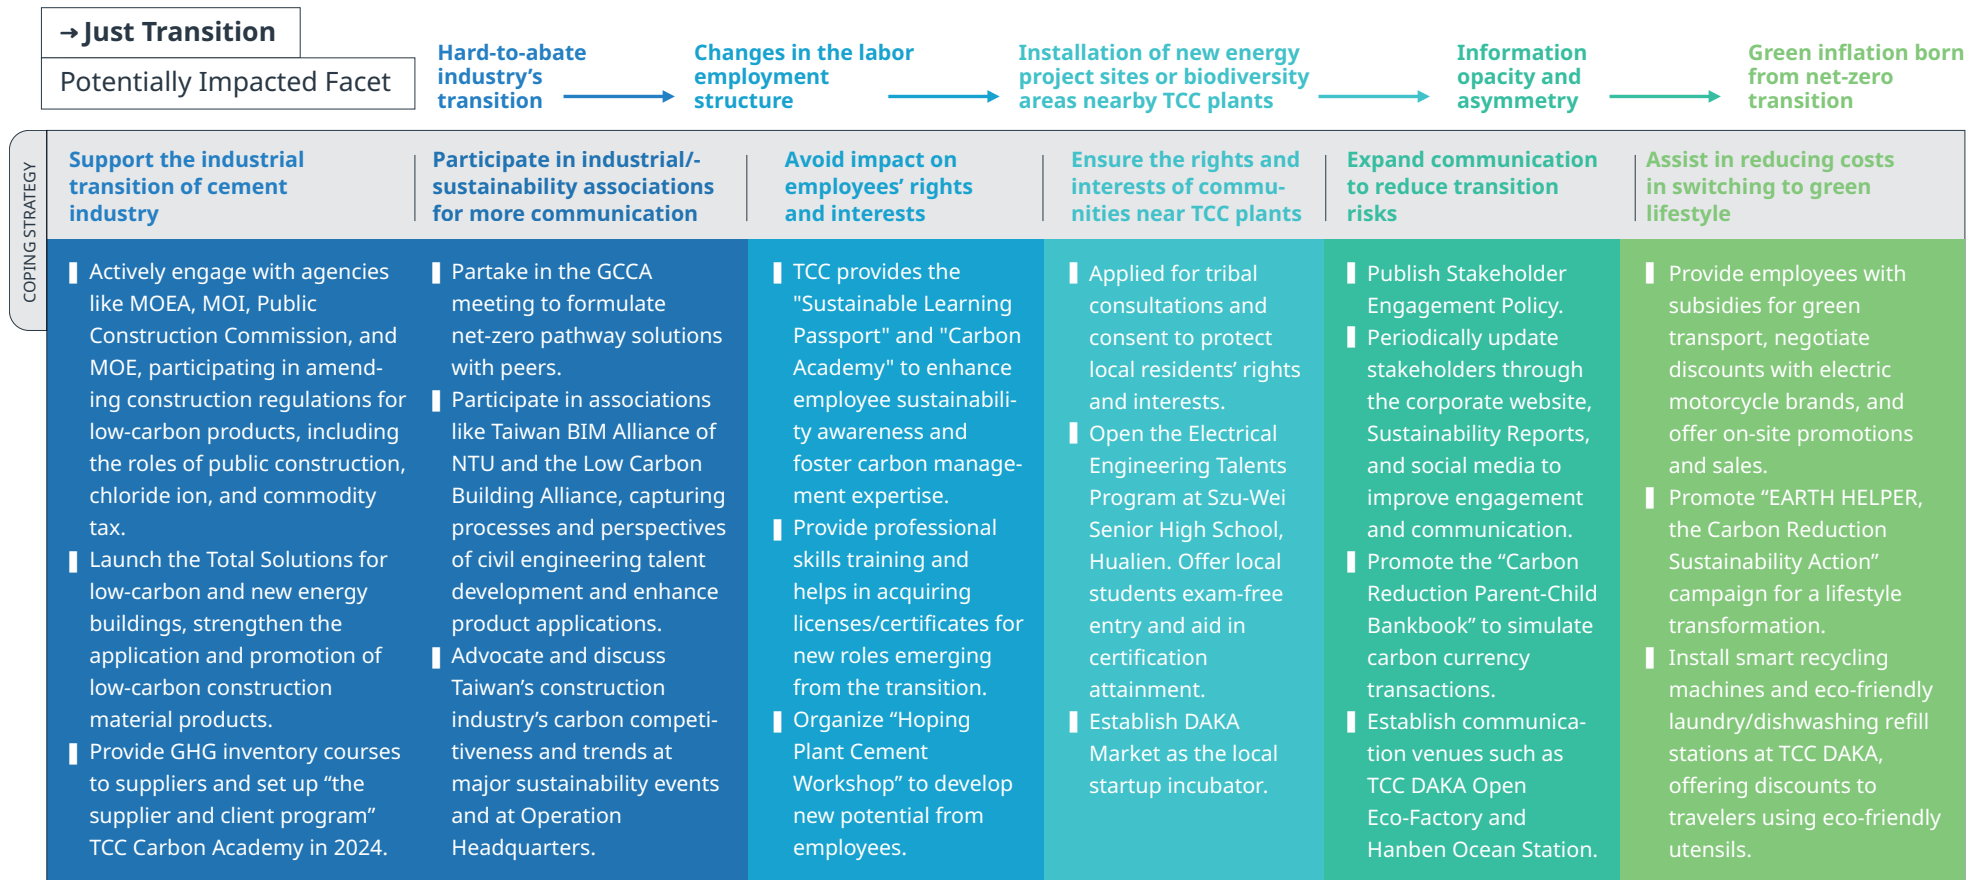 → Just Transition
Potentially Impacted Facet
Hard-to-abate
industry’s
transition
Changes in the labor
employment
structure
Installation of new energy
project sites or biodiversity
areas nearby TCC plants
Information
opacity and
asymmetry
Green inflation born
from net-zero
transition
COPING STRATEGY
Support the industrial
transition of cement
industry
Participate in industrial/-
sustainability associations
for more communication
Avoid impact on
employees’ rights
and interests
Ensure the rights and
interests of commu-
nities near TCC plants
Expand communication
to reduce transition
risks
Assist in reducing costs
in switching to green
lifestyle
Actively engage with agencies
like MOEA, MOI, Public
Construction Commission, and
MOE, participating in amend-
ing construction regulations for
low-carbon products, including
the roles of public construction,
chloride ion, and commodity
tax.
Launch the Total Solutions for
low-carbon and new energy
buildings, strengthen the
application and promotion of
low-carbon construction
material products.
Provide GHG inventory courses
to suppliers and set up “the
supplier and client program”
TCC Carbon Academy in 2024.
Partake in the GCCA
meeting to formulate
net-zero pathway solutions
with peers.
Participate in associations
like Taiwan BIM Alliance of
NTU and the Low Carbon
Building Alliance, capturing
processes and perspectives
of civil engineering talent
development and enhance
product applications.
Advocate and discuss
Taiwan’s construction
industry’s carbon competi-
tiveness and trends at
major sustainability events
and at Operation
Headquarters.
TCC provides the
"Sustainable Learning
Passport" and "Carbon
Academy" to enhance
employee sustainabili-
ty awareness and
foster carbon manage-
ment expertise.
Provide professional
skills training and
helps in acquiring
licenses/certificates for
new roles emerging
from the transition.
Organize “Hoping
Plant Cement
Workshop” to develop
new potential from
employees.
Applied for tribal
consultations and
consent to protect
local residents’ rights
and interests.
Open the Electrical
Engineering Talents
Program at Szu-Wei
Senior High School,
Hualien. Offer local
students exam-free
entry and aid in
certification
attainment.
Establish DAKA
Market as the local
startup incubator.
Publish Stakeholder
Engagement Policy.
Periodically update
stakeholders through
the corporate website,
Sustainability Reports,
and social media to
improve engagement
and communication.
Promote the “Carbon
Reduction Parent-Child
Bankbook” to simulate
carbon currency
transactions.
Establish communica-
tion venues such as
TCC DAKA Open
Eco-Factory and
Hanben Ocean Station.
Provide employees with
subsidies for green
transport, negotiate
discounts with electric
motorcycle brands, and
offer on-site promotions
and sales.
Promote “EARTH HELPER,
the Carbon Reduction
Sustainability Action”
campaign for a lifestyle
transformation.
Install smart recycling
machines and eco-friendly
laundry/dishwashing refill
stations at TCC DAKA,
offering discounts to
travelers using eco-friendly
utensils.